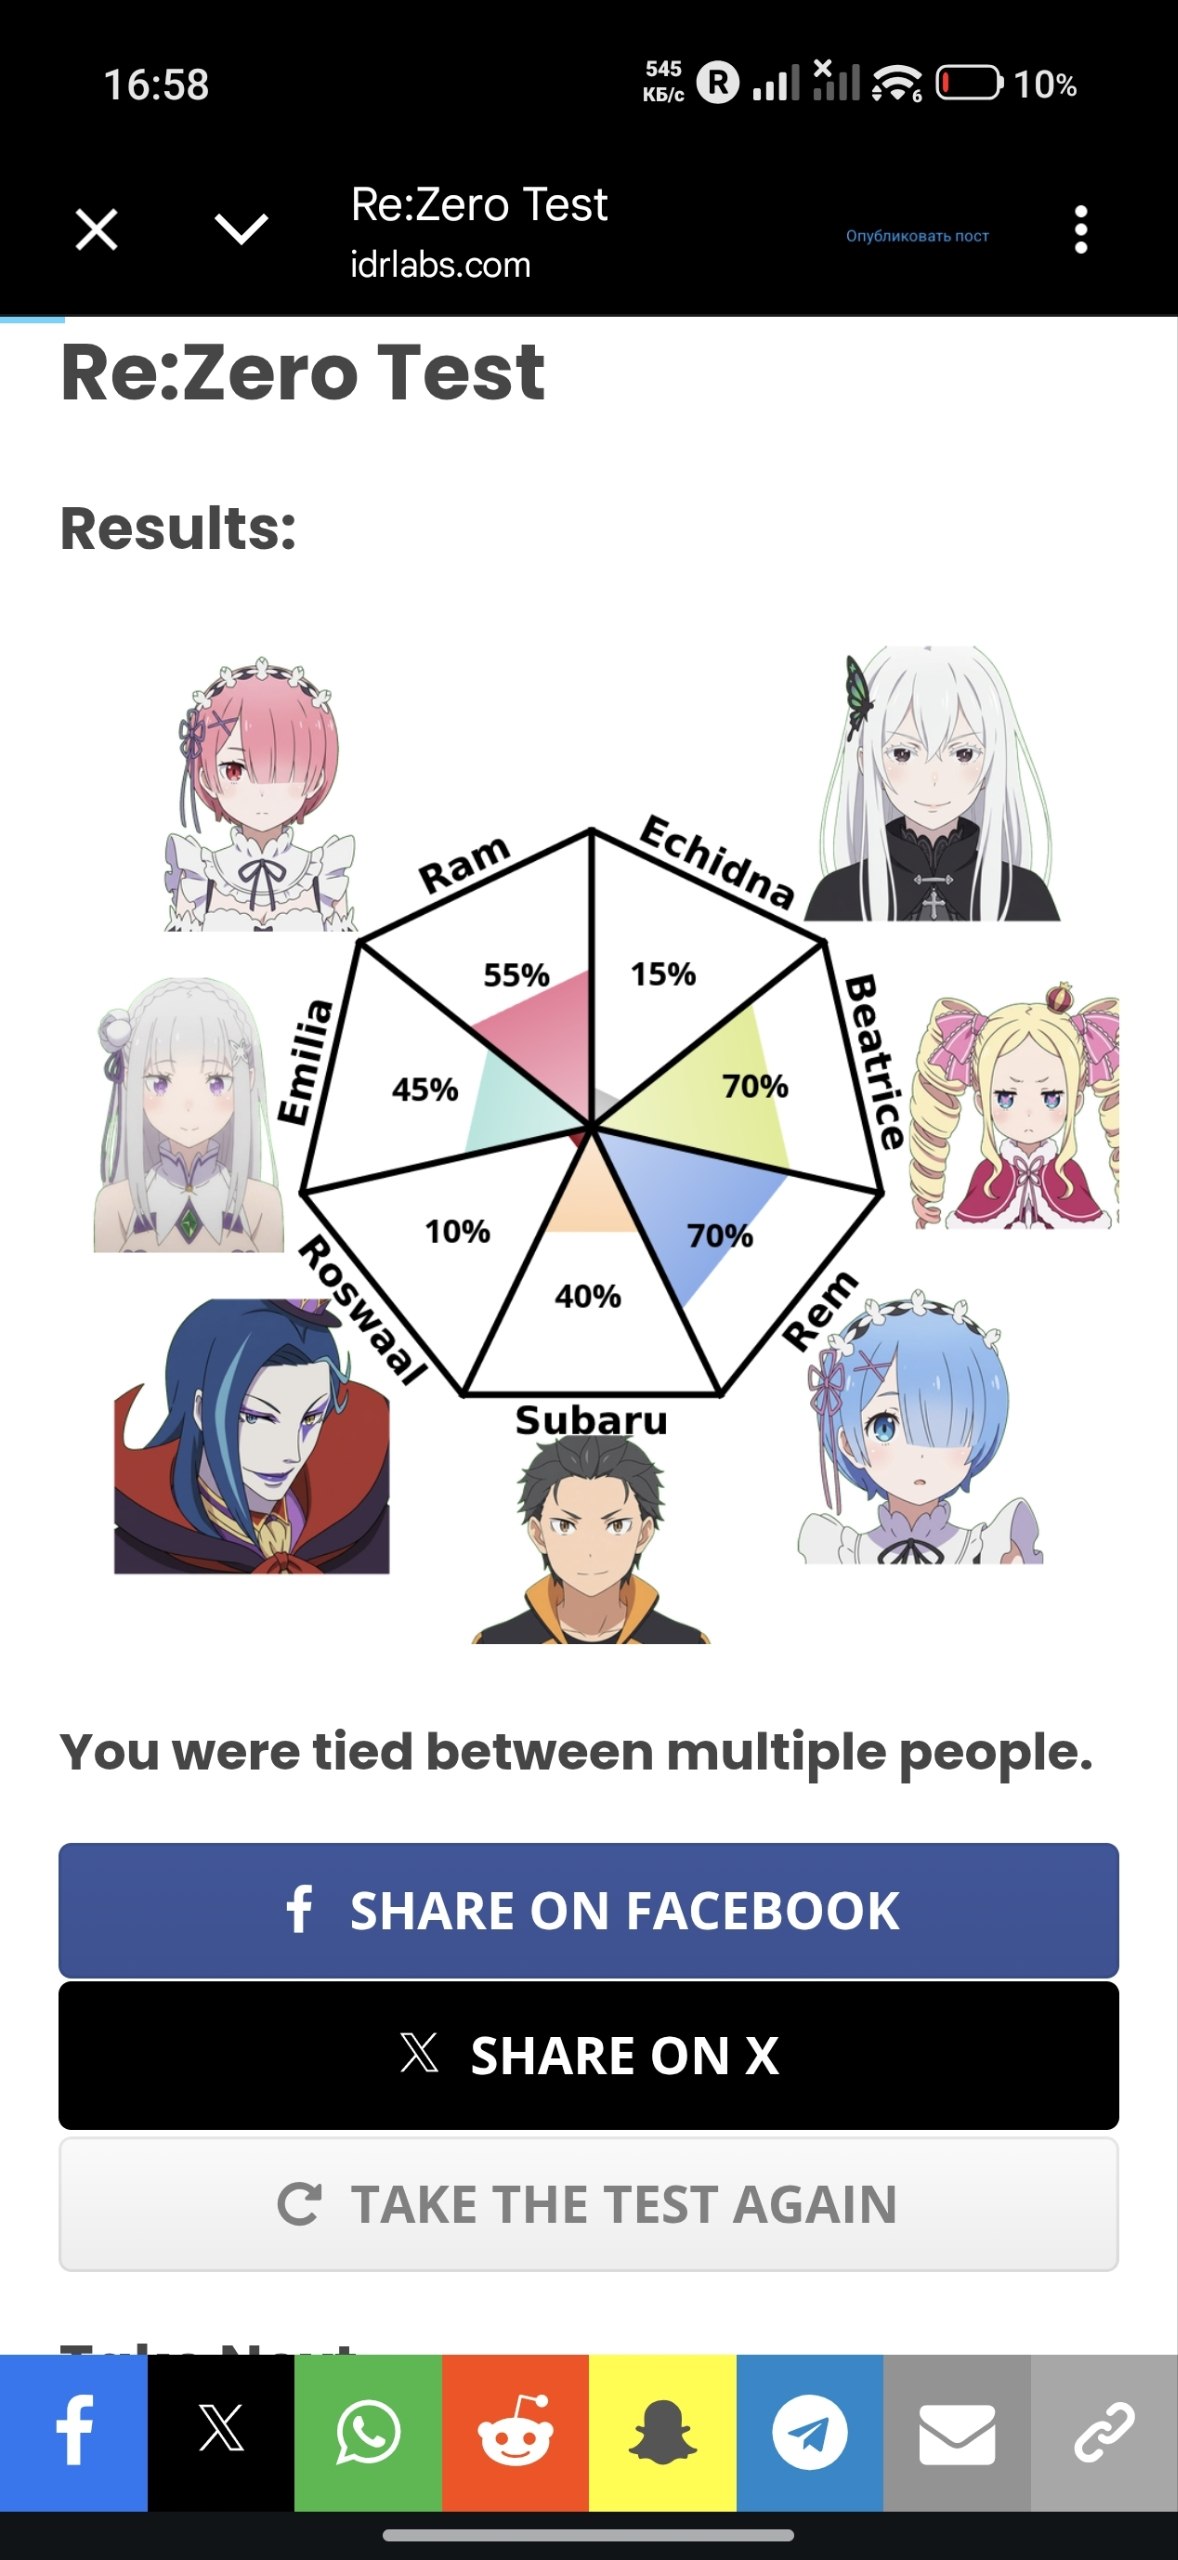 16:58
545
КБ/с
R
6
10%
Re:Zero Test
idrlabs.com
Опубликовать пост
Re:Zero Test
Results:
Ram
Echidna
55%
15%
Emilia
Beatrice
45%
70%
10%
70%
Roswaal
40%
Rem
Subaru
You were tied between multiple people.
SHARE ON FACEBOOK
SHARE ON X
TAKE THE TEST AGAIN